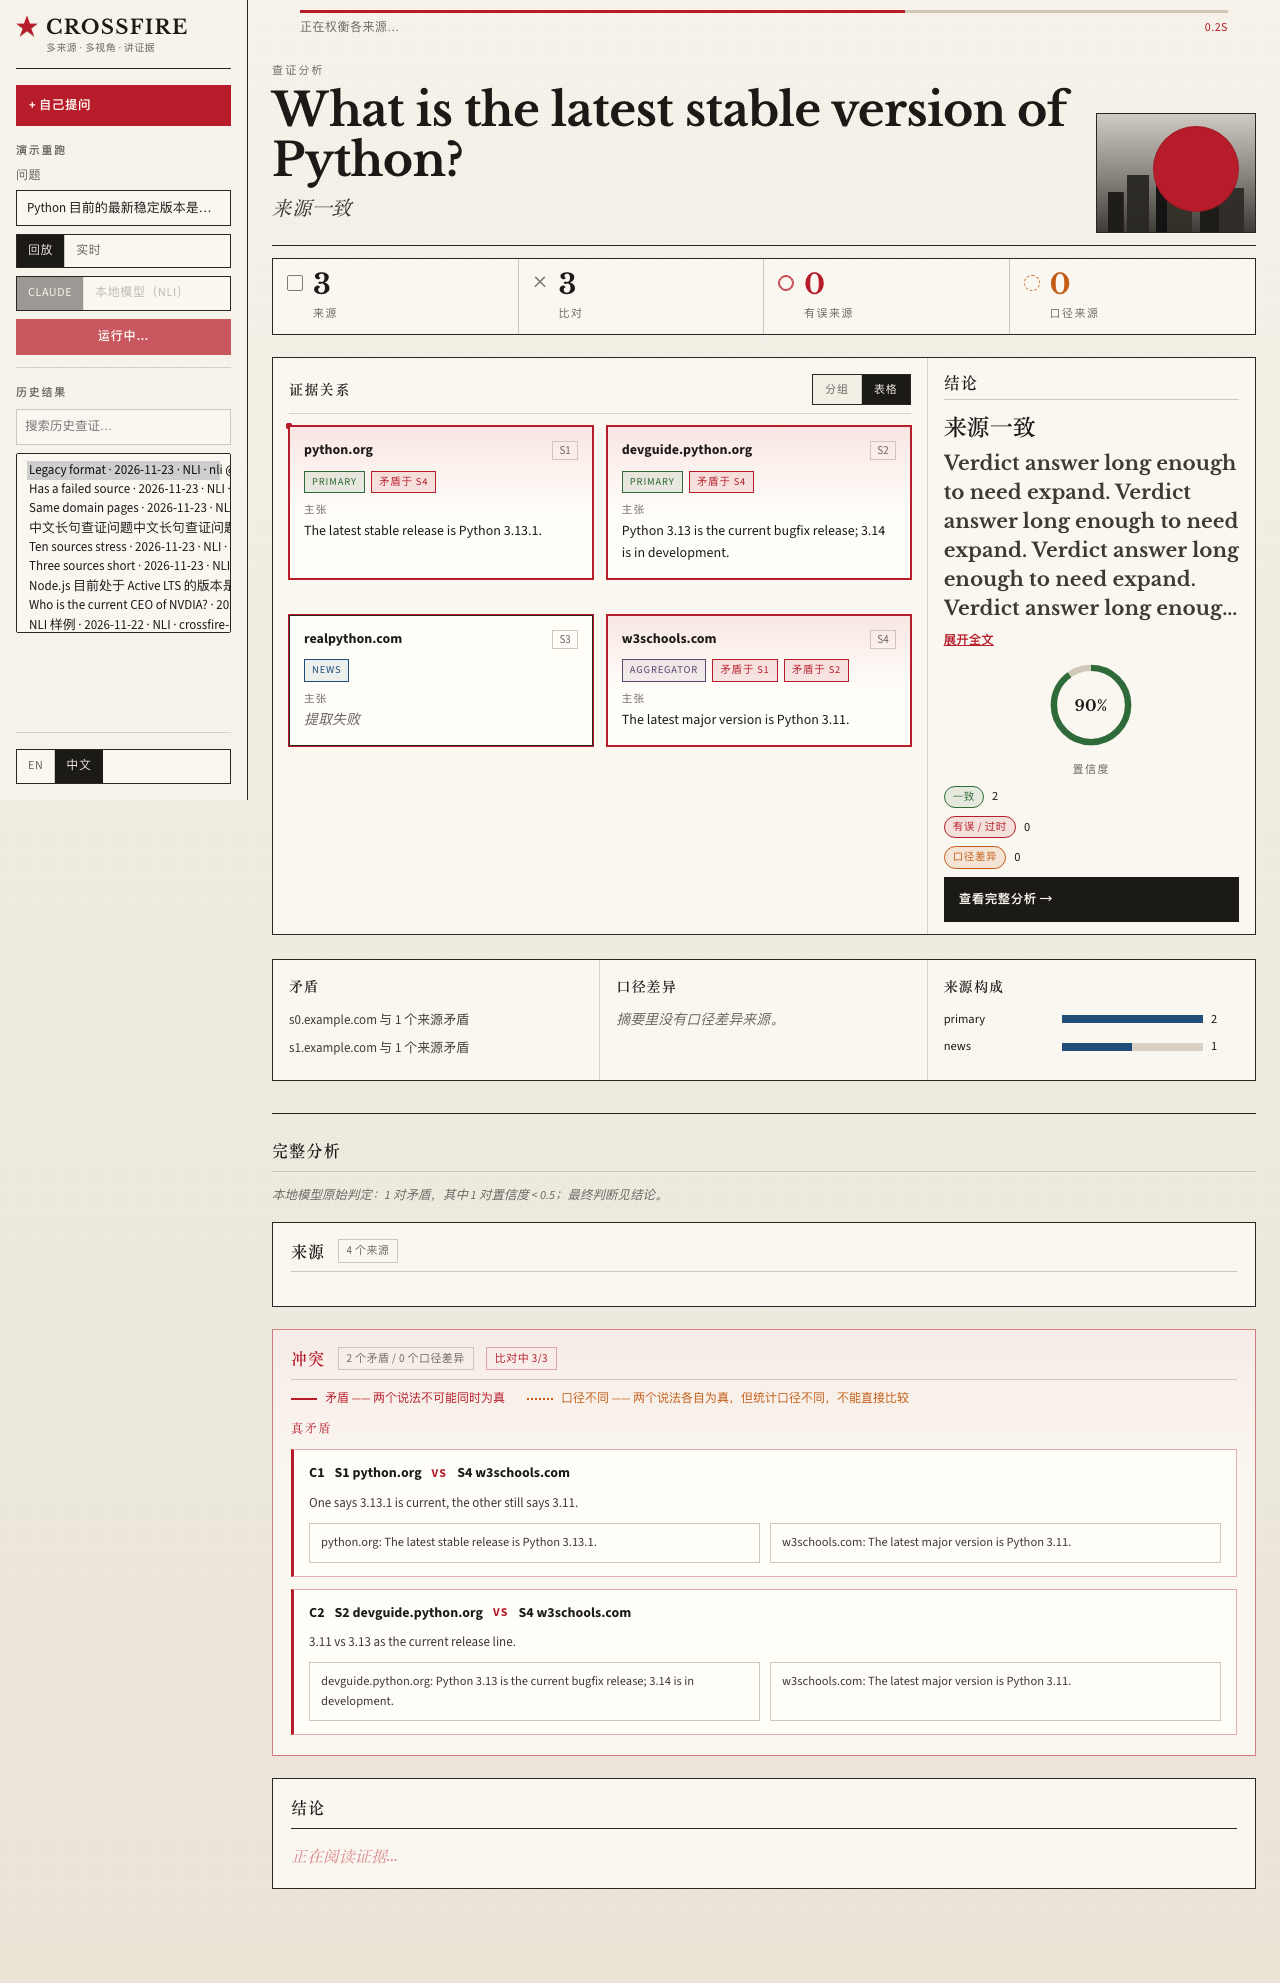 CROSSFIRE
多来源 · 多视角 · 讲证据
+ 自己提问
演示重跑
问题
Python 目前的最新稳定版本是…
回放 实时
CLAUDE 本地模型（NLI）
运行中…
历史结果
搜索历史查证…
Legacy format · 2026-11-23 · NLI · nli @
Has a failed source · 2026-11-23 · NLI ·
Same domain pages · 2026-11-23 · NL
中文长句查证问题中文长句查证问题
Ten sources stress · 2026-11-23 · NLI ·
Three sources short · 2026-11-23 · NLI
Node.js 目前处于 Active LTS 的版本是
Who is the current CEO of NVDIA? · 20
NLI 样例 · 2026-11-22 · NLI · crossfire-
EN 中文
正在权衡各来源…
0.2S
查证分析
What is the latest stable version of
Python?
来源一致
3
来源
3
比对
0
有误来源
0
口径来源
证据关系
分组 表格
python.org S1
PRIMARY 矛盾于 S4
主张
The latest stable release is Python 3.13.1.
devguide.python.org S2
PRIMARY 矛盾于 S4
主张
Python 3.13 is the current bugfix release; 3.14
is in development.
realpython.com S3
NEWS
主张
提取失败
w3schools.com S4
AGGREGATOR 矛盾于 S1 矛盾于 S2
主张
The latest major version is Python 3.11.
结论
来源一致
Verdict answer long enough
to need expand. Verdict
answer long enough to need
expand. Verdict answer long
enough to need expand.
Verdict answer long enoug…
展开全文
90%
置信度
一致 2
有误 / 过时 0
口径差异 0
查看完整分析 →
矛盾
s0.example.com 与 1 个来源矛盾
s1.example.com 与 1 个来源矛盾
口径差异
摘要里没有口径差异来源。
来源构成
primary 2
news 1
完整分析
本地模型原始判定：1 对矛盾，其中 1 对置信度 < 0.5；最终判断见结论。
来源 4 个来源
冲突 2 个矛盾 / 0 个口径差异 比对中 3/3
矛盾 —— 两个说法不可能同时为真 口径不同 —— 两个说法各自为真，但统计口径不同，不能直接比较
真矛盾
C1 S1 python.org VS S4 w3schools.com
One says 3.13.1 is current, the other still says 3.11.
python.org: The latest stable release is Python 3.13.1.
w3schools.com: The latest major version is Python 3.11.
C2 S2 devguide.python.org VS S4 w3schools.com
3.11 vs 3.13 as the current release line.
devguide.python.org: Python 3.13 is the current bugfix release; 3.14 is in
development.
w3schools.com: The latest major version is Python 3.11.
结论
正在阅读证据…